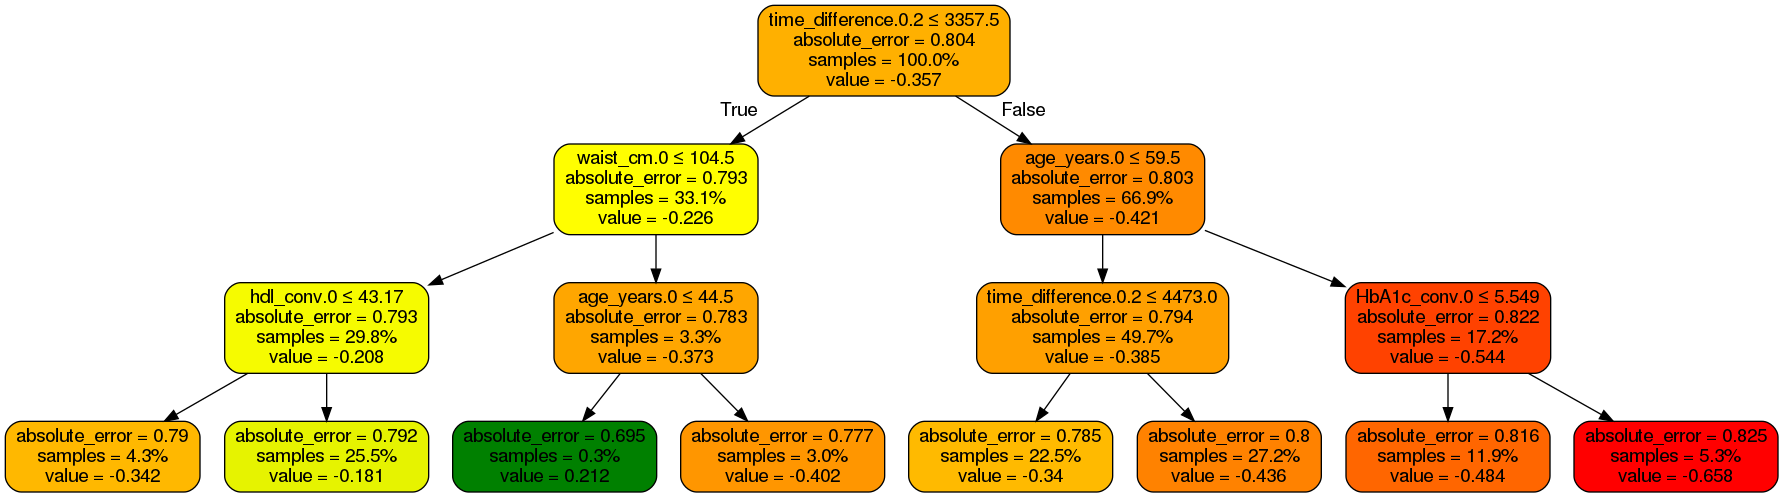 time_difference.0.2 ≤ 3357.5
absolute_error = 0.804
samples = 100.0%
value = -0.357
True
False
waist_cm.0 ≤ 104.5
absolute_error = 0.793
samples = 33.1%
value = -0.226
age_years.0 ≤ 59.5
absolute_error = 0.803
samples = 66.9%
value = -0.421
hdl_conv.0 ≤ 43.17
absolute_error = 0.793
samples = 29.8%
value = -0.208
age_years.0 ≤ 44.5
absolute_error = 0.783
samples = 3.3%
value = -0.373
time_difference.0.2 ≤ 4473.0
absolute_error = 0.794
samples = 49.7%
value = -0.385
HbA1c_conv.0 ≤ 5.549
absolute_error = 0.822
samples = 17.2%
value = -0.544
absolute_error = 0.79
samples = 4.3%
value = -0.342
absolute_error = 0.792
samples = 25.5%
value = -0.181
absolute_error = 0.695
samples = 0.3%
value = 0.212
absolute_error = 0.777
samples = 3.0%
value = -0.402
absolute_error = 0.785
samples = 22.5%
value = -0.34
absolute_error = 0.8
samples = 27.2%
value = -0.436
absolute_error = 0.816
samples = 11.9%
value = -0.484
absolute_error = 0.825
samples = 5.3%
value = -0.658